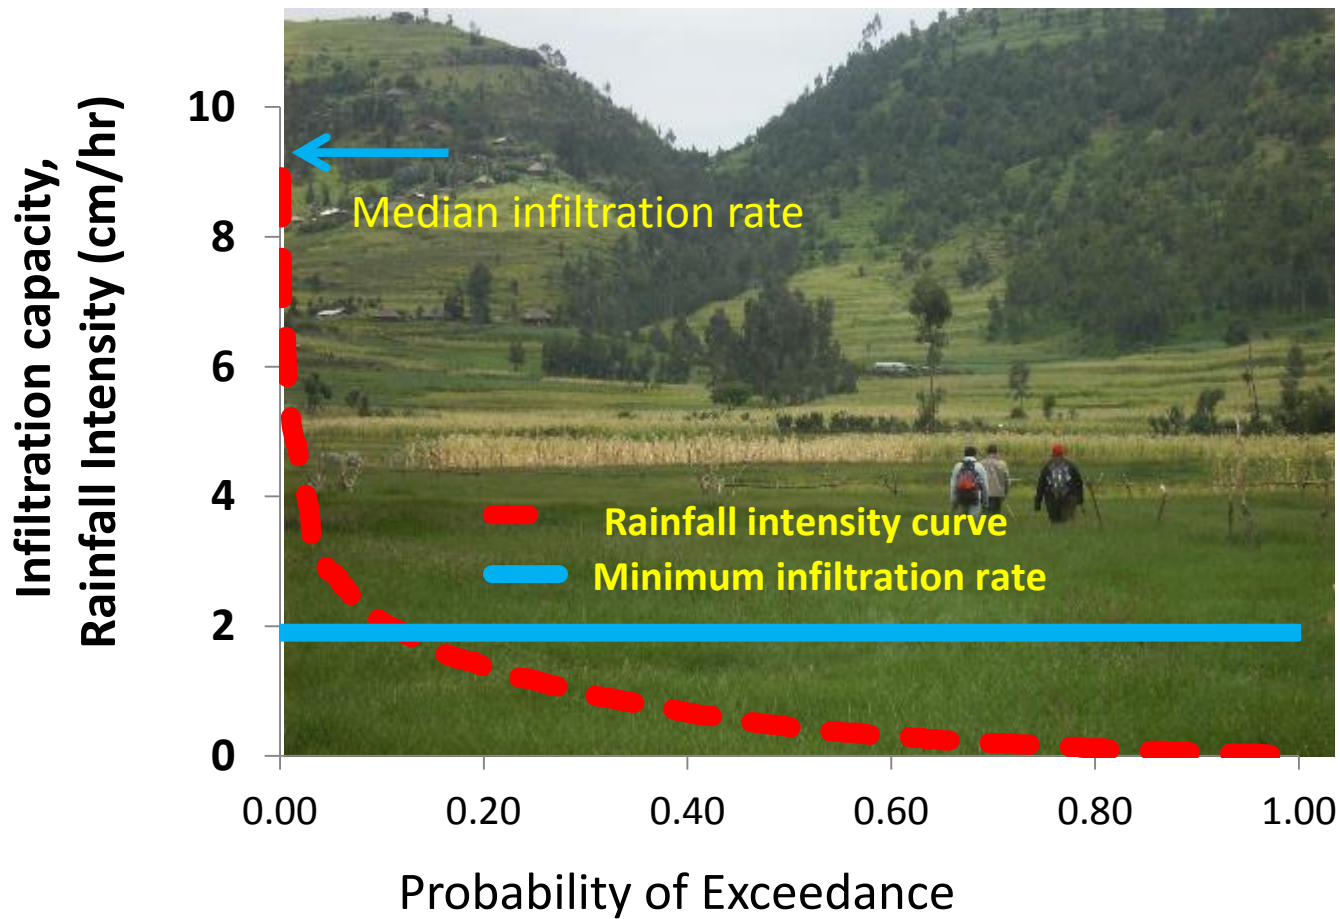 Infiltration capacity,
Rainfall Intensity (cm/hr)
10
8
6
4
2
0
Median infiltration rate
Rainfall intensity curve
Minimum infiltration rate
0.00 0.20 0.40 0.60 0.80 1.00
Probability of Exceedance